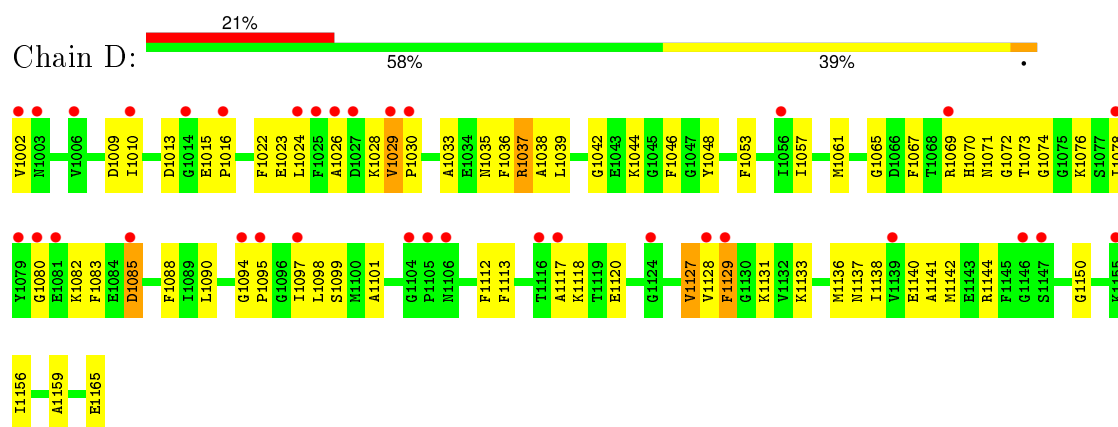 21%
Chain D:
58% 39% •
V1002 N1003 V1006 D1009 I1010 D1013 G1014 E1015 P1016 F1022 E1023 L1024 F1025 A1026 D1027 K1028 V1029 P1030 A1033 E1034 N1035 F1036 R1037 A1038 L1039 G1042 E1043 K1044 G1045 F1046 G1047 Y1048 F1053 I1056 I1057 M1061 G1065 D1066 F1067 T1068 R1069 H1070 N1071 G1072 T1073 G1074 G1075 K1076 S1077 I1078
Y1079 G1080 E1081 K1082 F1083 E1084 D1085 F1088 I1089 L1090 G1094 P1095 G1096 I1097 L1098 S1099 M1100 A1101 G1104 P1105 N1106 F1112 F1113 T1116 A1117 K1118 T1119 E1120 G1124 V1127 V1128 F1129 G1130 K1131 V1132 K1133 M1136 N1137 I1138 V1139 E1140 A1141 M1142 E1143 R1144 F1145 G1146 S1147 G1150 K1155
I1156 A1159 E1165